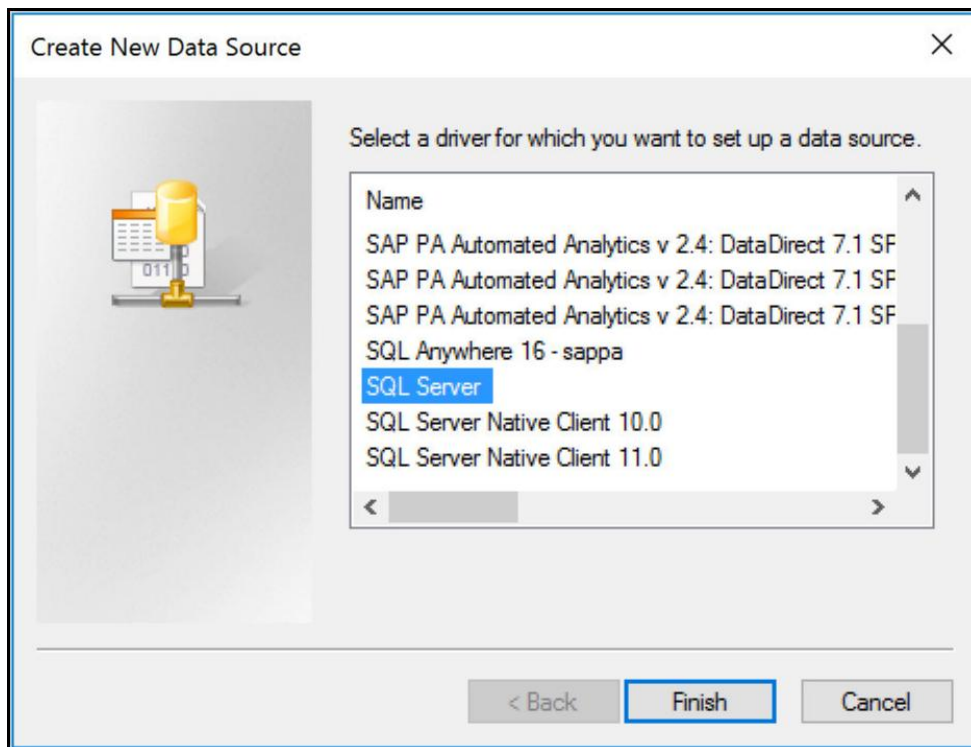 Create New Data Source
Select a driver for which you want to set up a data source.
Name
SAP PA Automated Analytics v 2.4: DataDirect 7.1 SF
SAP PA Automated Analytics v 2.4: DataDirect 7.1 SF
SAP PA Automated Analytics v 2.4: DataDirect 7.1 SF
SQL Anywhere 16 - sappa
SQL Server
SQL Server Native Client 10.0
SQL Server Native Client 11.0
< Back Finish Cancel